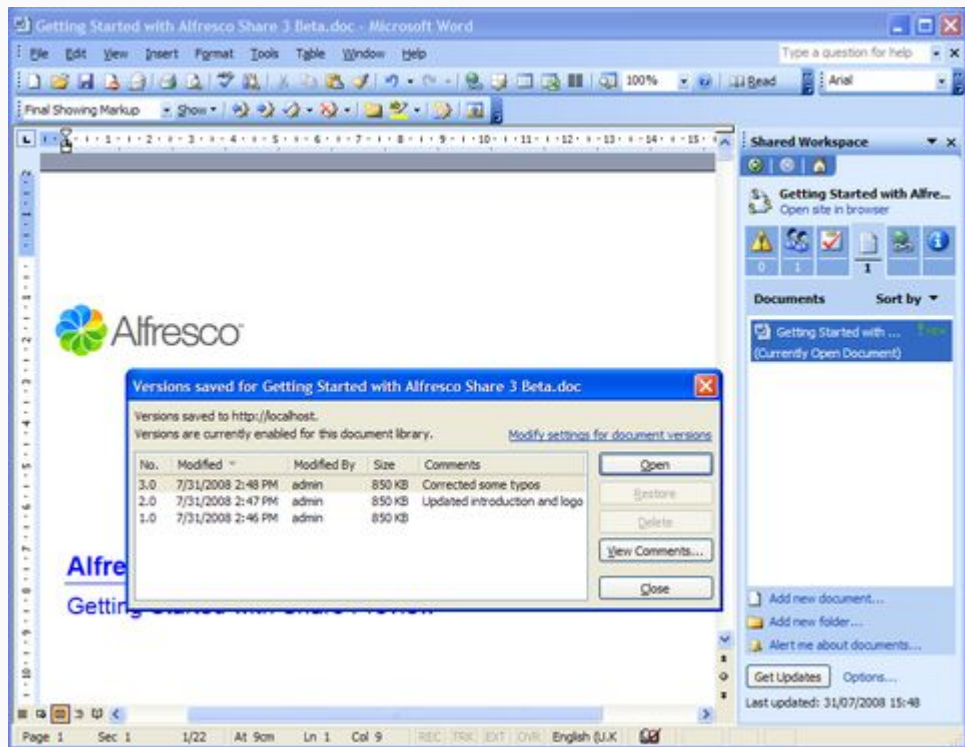 Getting Started with Alfresco Share 3 Beta.doc - Microsoft Word
File Edit View Insert Format Tools Table Window Help Type a question for help
100% Read Arial
Final Showing Markup Show
Shared Workspace
Getting Started with Alfre...
Open site in browser
0 1 1
Documents Sort by
Getting Started with ...
(Currently Open Document)
Alfresco
Versions saved for Getting Started with Alfresco Share 3 Beta.doc
Versions saved to http://localhost.
Versions are currently enabled for this document library. Modify settings for document versions
No. Modified Modified By Size Comments
3.0 7/31/2008 2:48 PM admin 850 KB Corrected some typos
2.0 7/31/2008 2:47 PM admin 850 KB Updated introduction and logo
1.0 7/31/2008 2:46 PM admin 850 KB
Open
Restore
Delete
View Comments...
Close
Alfre
Getting Started with Share Preview
Add new document...
Add new folder...
Alert me about documents...
Get Updates Options...
Last updated: 31/07/2008 15:48
Page 1 Sec 1 1/22 At 9cm Ln 1 Col 9 REC TRK EXT OVR English (U.K